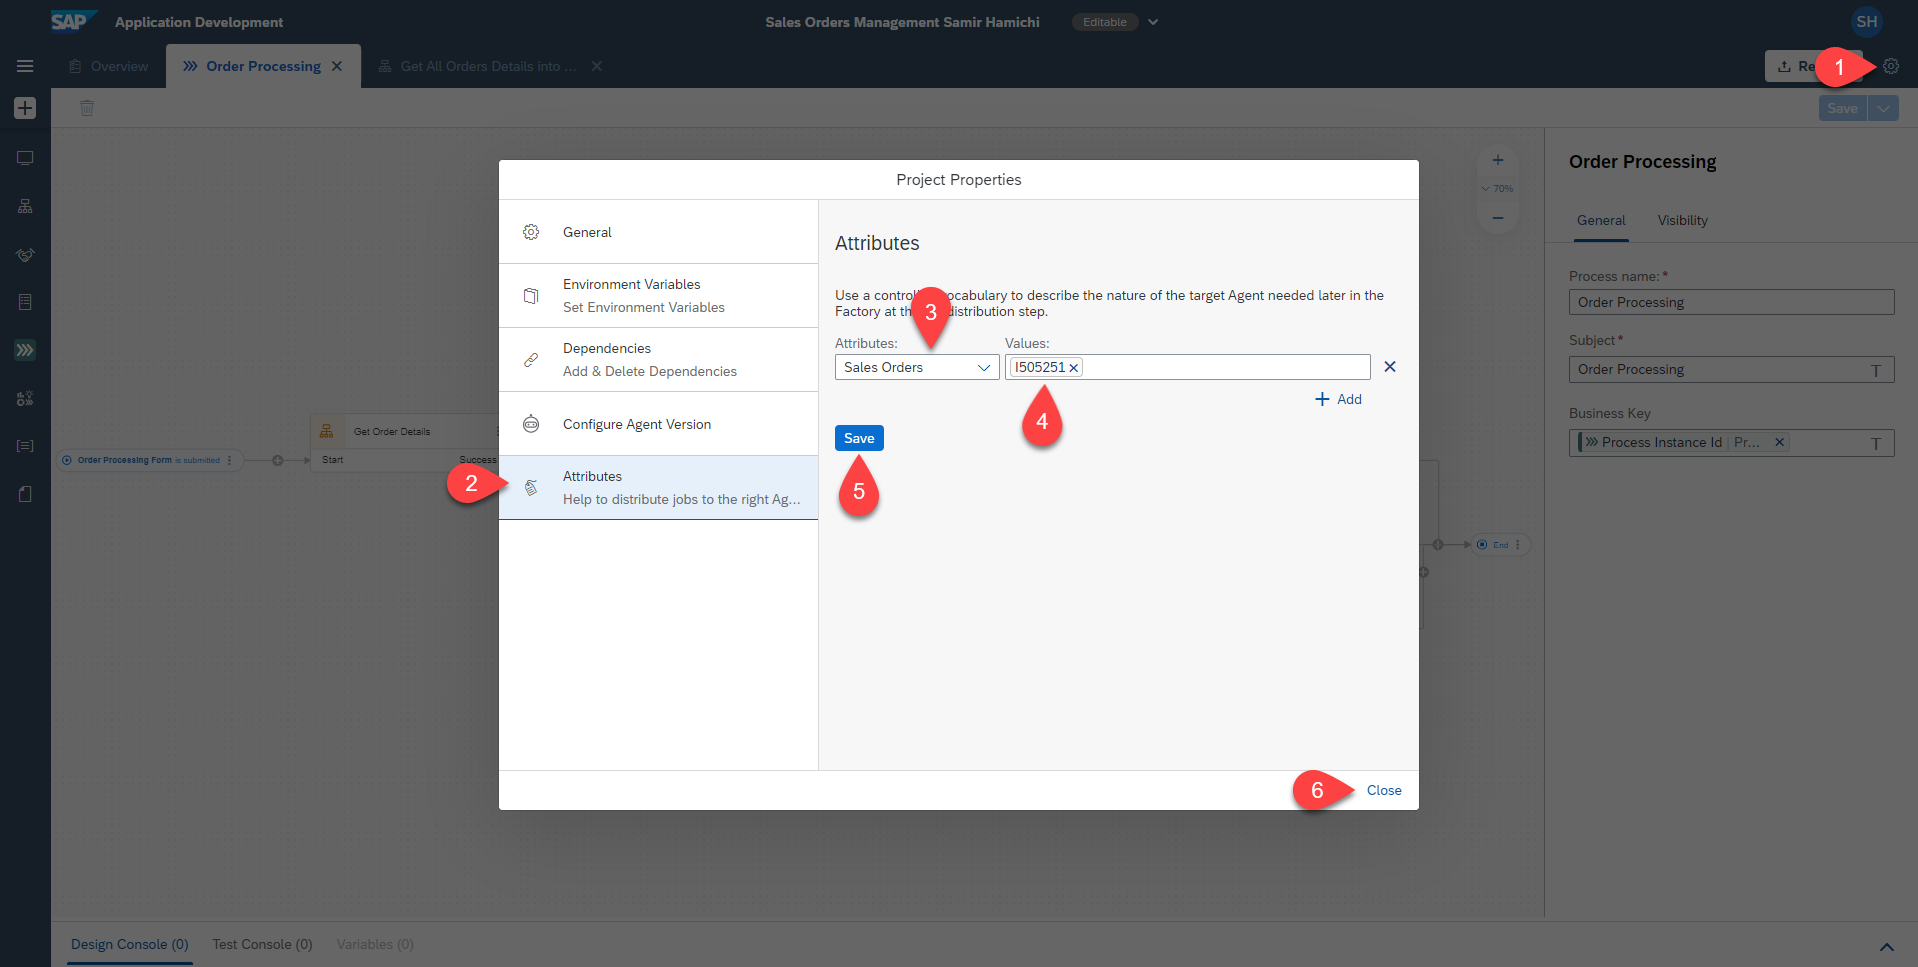 SAP
Application Development
Sales Orders Management Samir Hamichi
Editable
SH
Overview
Order Processing
Get All Orders Details into ...
Re
1
Save
70%
Order Processing
General
Visibility
Process name: *
Order Processing
Subject *
Order Processing
T
Business Key
Process Instance Id | Pr...
T
Project Properties
General
Environment Variables
Set Environment Variables
Dependencies
Add & Delete Dependencies
Configure Agent Version
Attributes
Help to distribute jobs to the right Ag...
2
Attributes
Use a control ocabulary to describe the nature of the target Agent needed later in the
Factory at th distribution step.
3
Attributes:
Values:
Sales Orders
I505251
Add
4
Save
5
6
Close
Get Order Details
Order Processing Form is submitted
Start
Success
End
Design Console (0)
Test Console (0)
Variables (0)